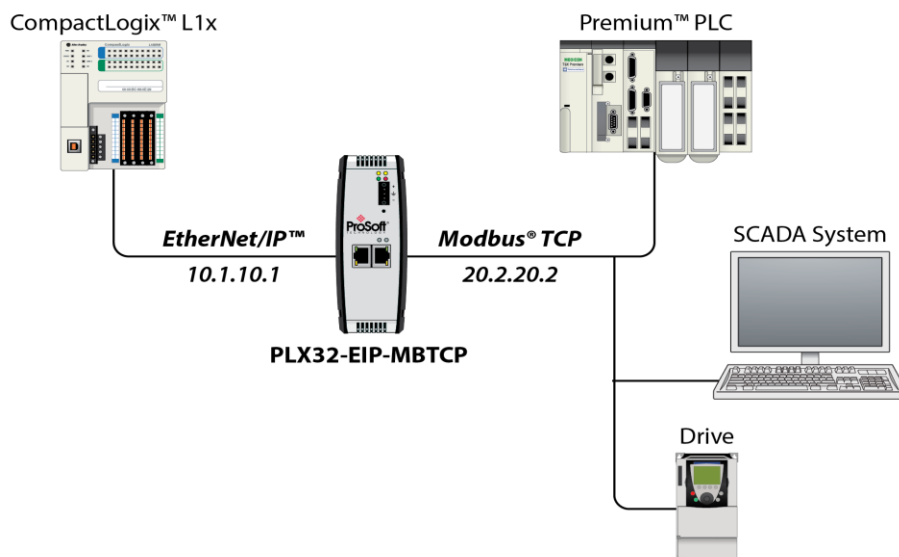 CompactLogix™ L1x
Premium™ PLC
EtherNet/IP™
10.1.10.1
ProSoft®
TECHNOLOGY
Modbus® TCP
20.2.20.2
SCADA System
PLX32-EIP-MBTCP
Drive